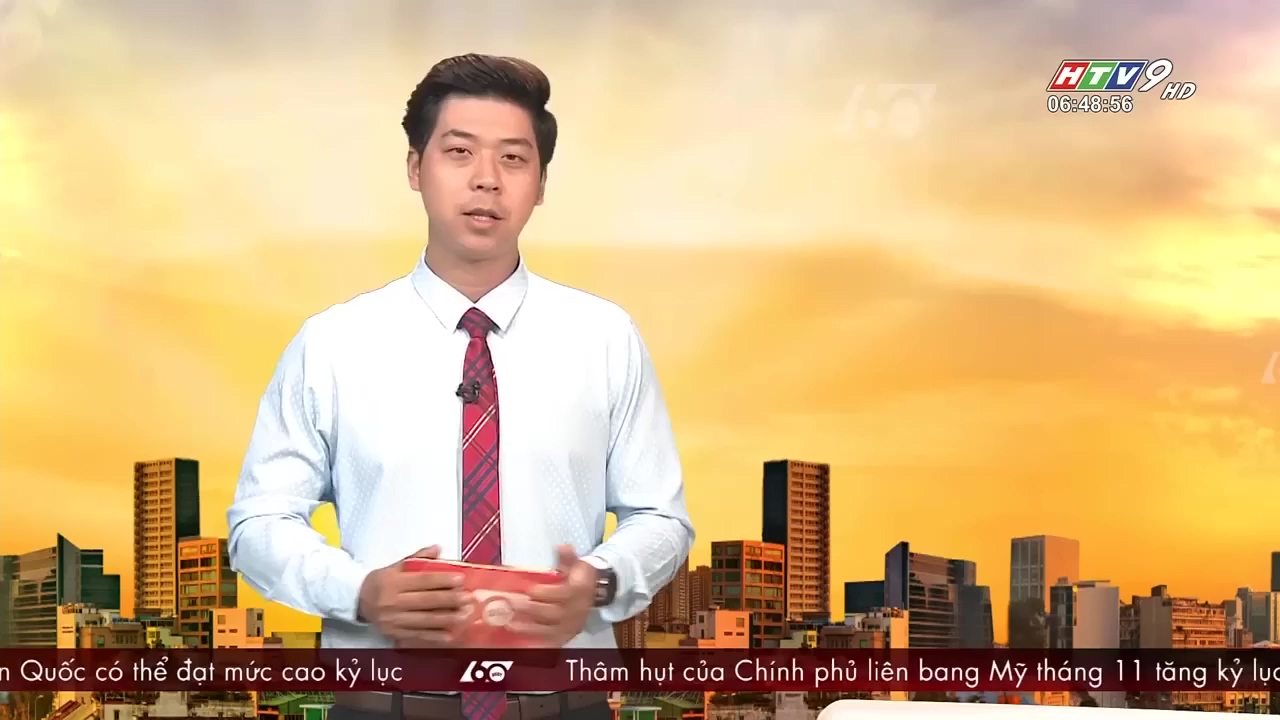 HTV9 HD
06:48:56
n Quốc có thể đạt mức cao kỷ lục
60
Thâm hụt của Chính phủ liên bang Mỹ tháng 11 tăng kỷ lục